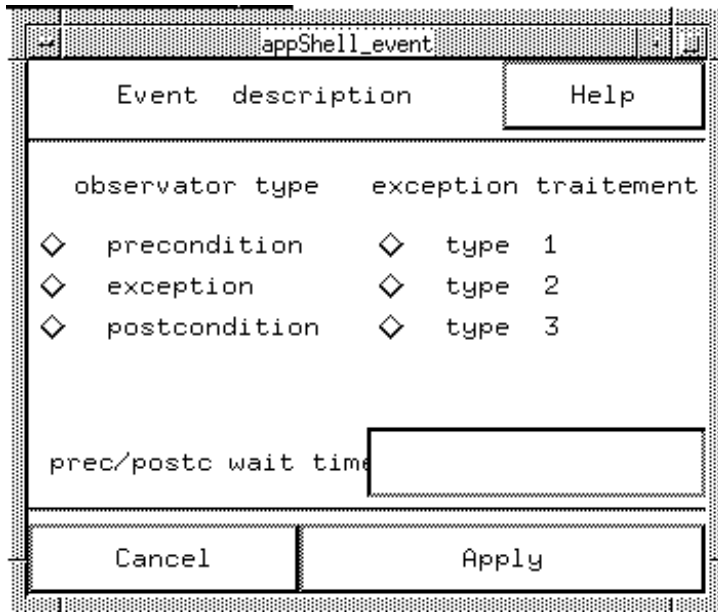 appShell_event
Event description Help
observator type exception traitement
precondition type 1
exception type 2
postcondition type 3
prec/postc wait time
Cancel Apply